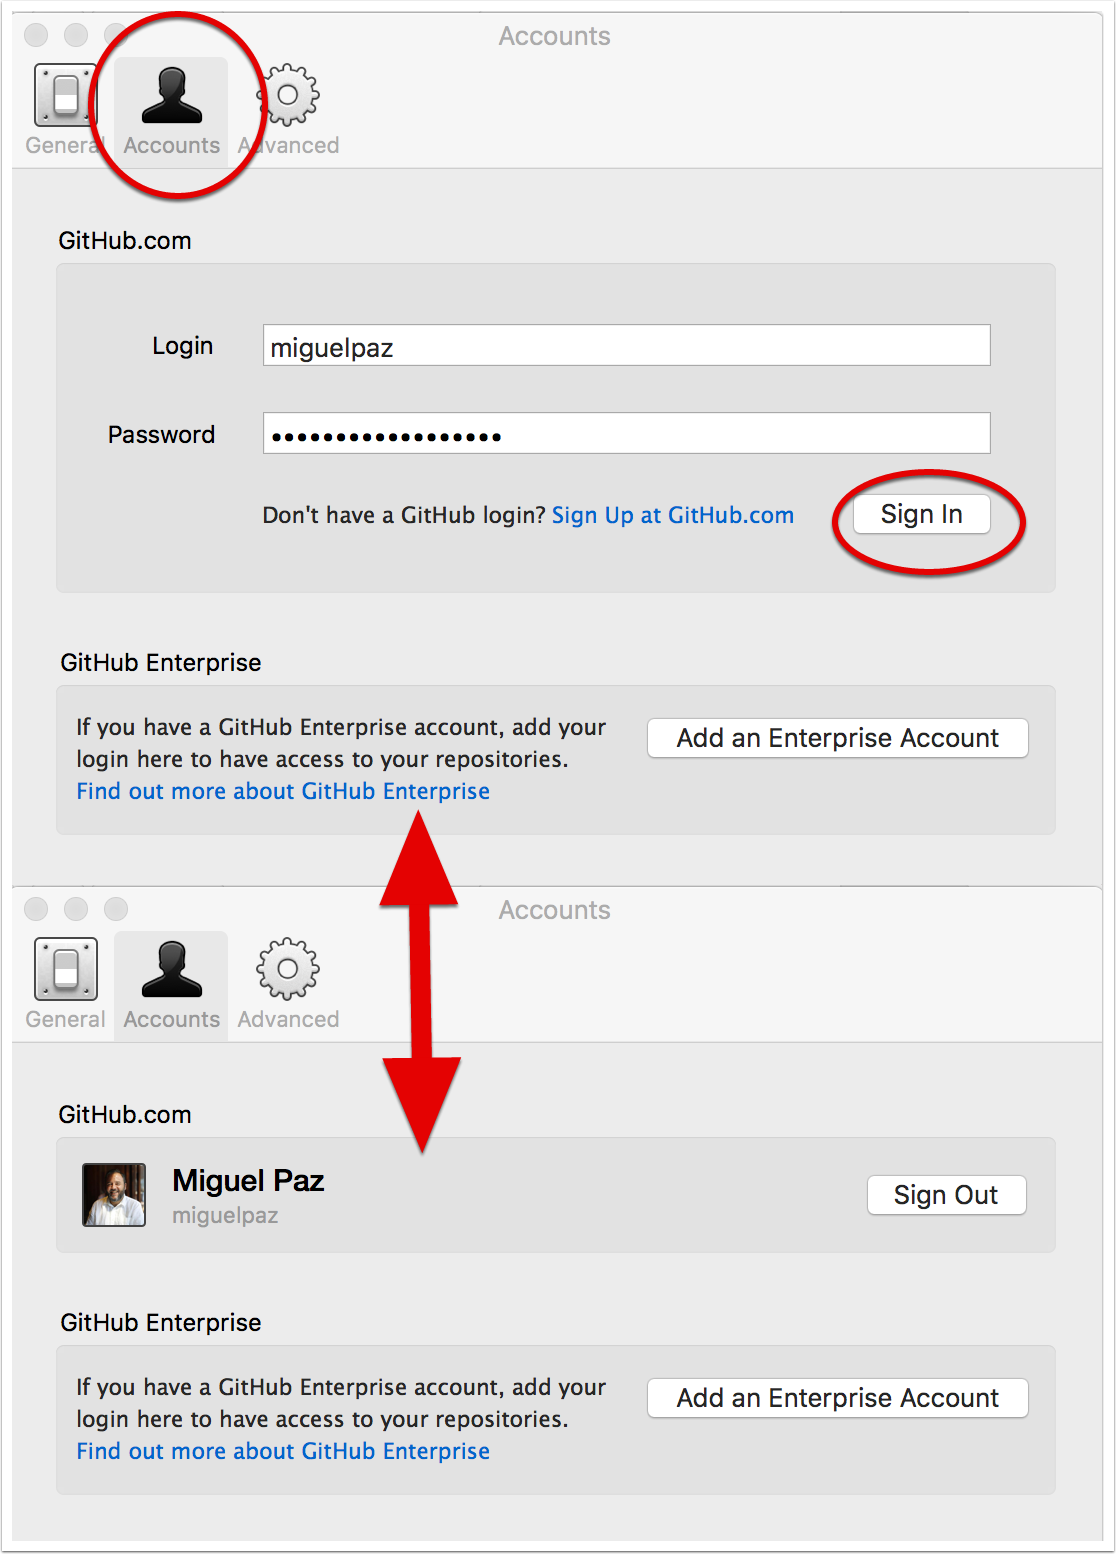 Accounts
General
Accounts
Advanced
GitHub.com
Login
miguelpaz
Password
Don't have a GitHub login? Sign Up at GitHub.com
Sign In
GitHub Enterprise
If you have a GitHub Enterprise account, add your
login here to have access to your repositories.
Find out more about GitHub Enterprise
Add an Enterprise Account
Accounts
General
Accounts
Advanced
GitHub.com
Miguel Paz
miguelpaz
Sign Out
GitHub Enterprise
If you have a GitHub Enterprise account, add your
login here to have access to your repositories.
Find out more about GitHub Enterprise
Add an Enterprise Account